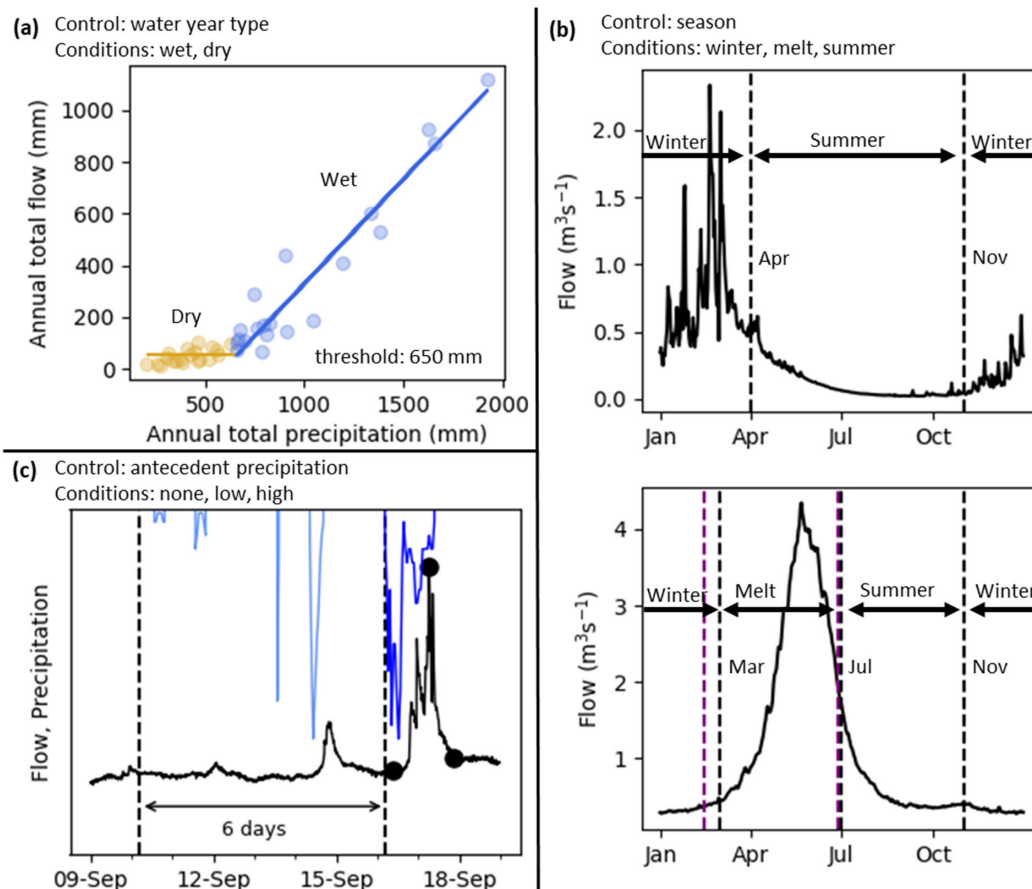 (a) Control: water year type
Conditions: wet, dry
Annual total flow (mm)
1000
800
600
400
200
0
Wet
Dry
threshold: 650 mm
500 1000 1500 2000
Annual total precipitation (mm)
(b) Control: season
Conditions: winter, melt, summer
Flow (m³s⁻¹)
2.0
1.5
1.0
0.5
0.0
Winter Summer Winter
Apr Nov
Jan Apr Jul Oct
Flow (m³s⁻¹)
4
3
2
1
Winter Melt Summer Winter
Mar Jul Nov
Jan Apr Jul Oct
(c) Control: antecedent precipitation
Conditions: none, low, high
Flow, Precipitation
6 days
09-Sep 12-Sep 15-Sep 18-Sep